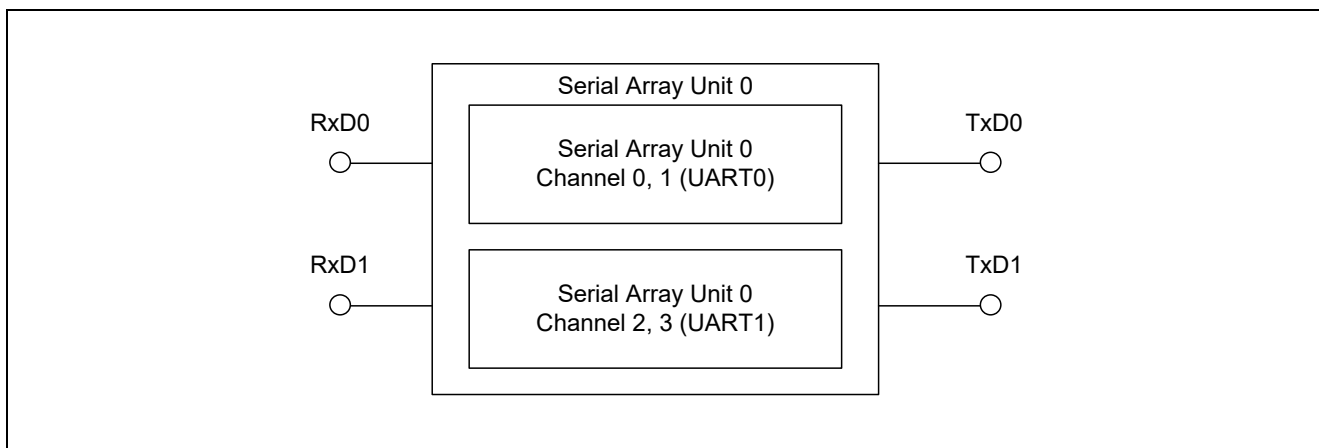 Serial Array Unit 0
RxD0
TxD0
Serial Array Unit 0
Channel 0, 1 (UART0)
RxD1
TxD1
Serial Array Unit 0
Channel 2, 3 (UART1)